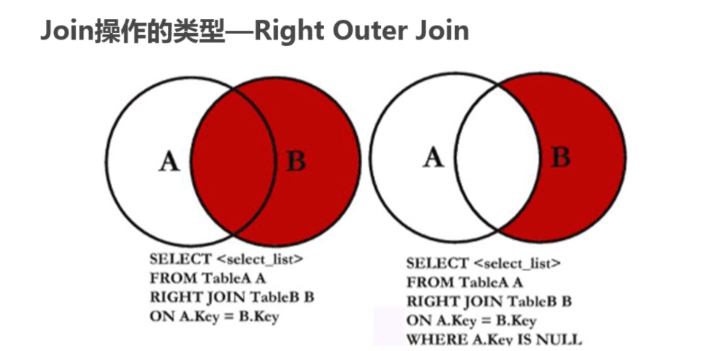 Join操作的类型—Right Outer Join
A
B
A
B
SELECT <select_list>
FROM TableA A
RIGHT JOIN TableB B
ON A.Key = B.Key
SELECT <select_list>
FROM TableA A
RIGHT JOIN TableB B
ON A.Key = B.Key
WHERE A.Key IS NULL